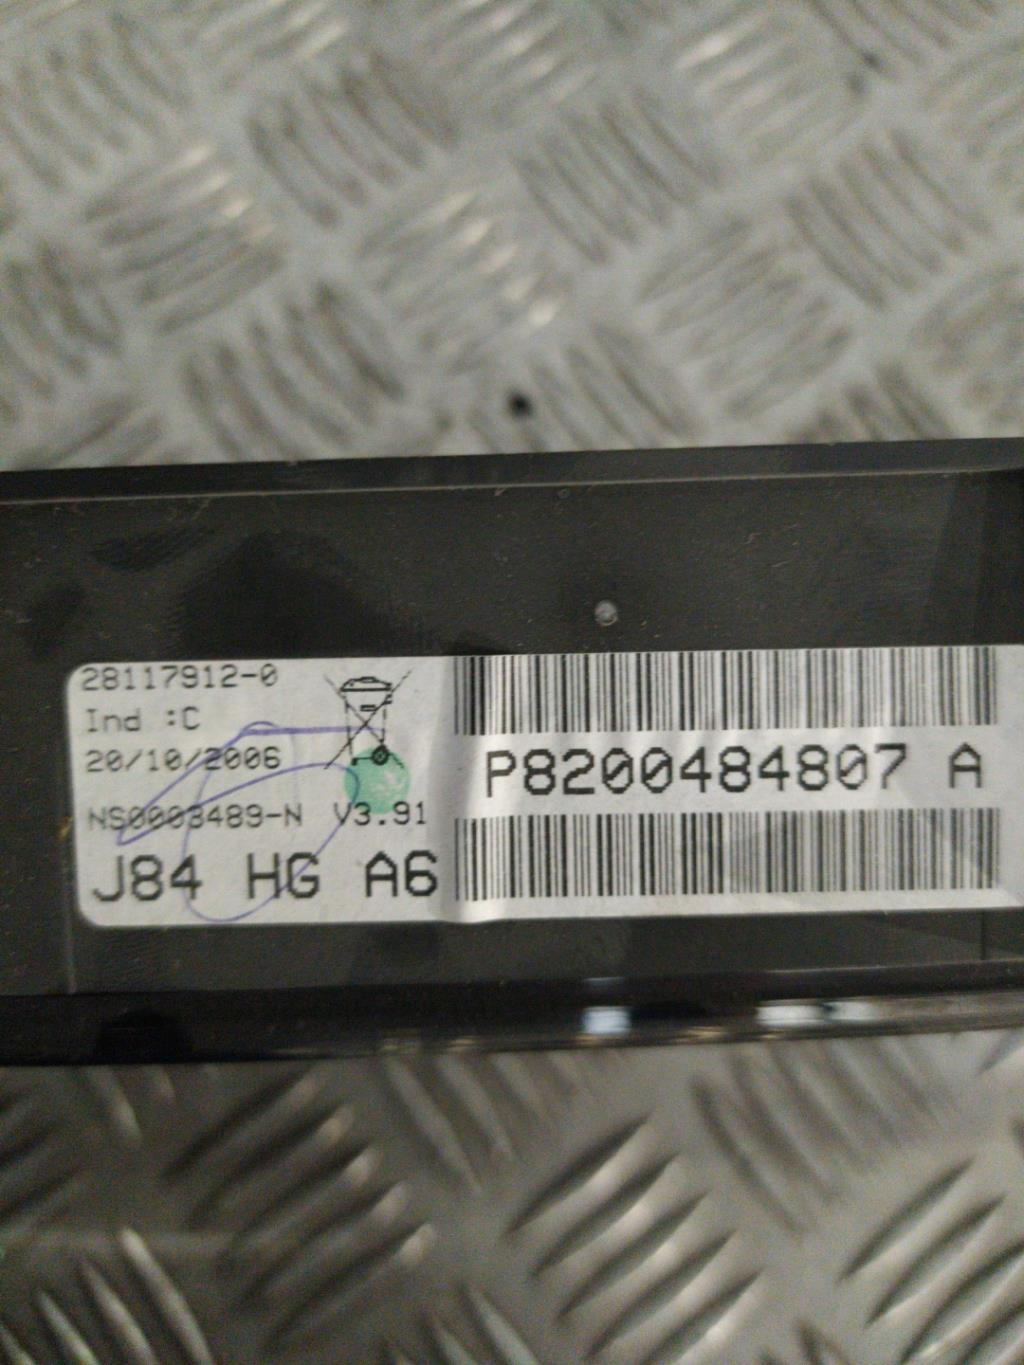 28117912-0
Ind :C
20/10/2006
NS0003489-N V3.91
J84 HG A6
P8200484807 A